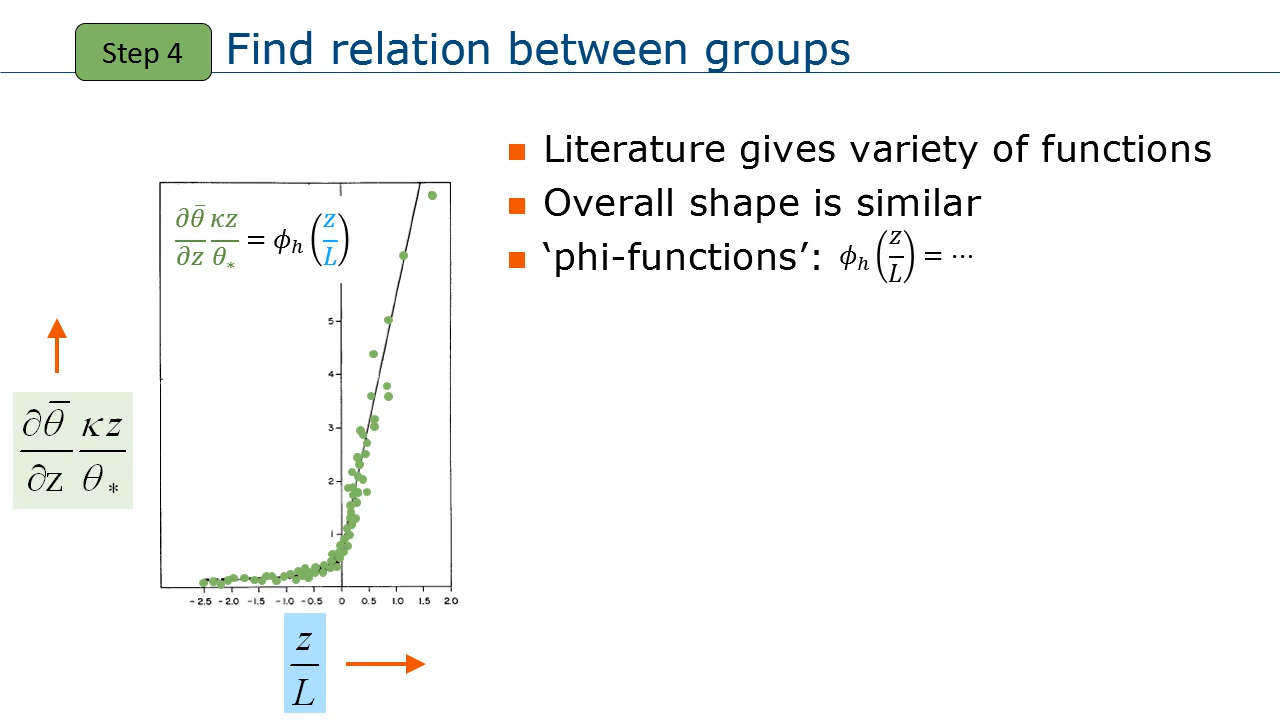 Step 4
Find relation between groups
Literature gives variety of functions
Overall shape is similar
‘phi-functions’: ϕₕ(z/L) = ⋯
∂θ̄/∂z κz/θ∗ = ϕₕ(z/L)
5
4
3
2
1
-2.5 -2.0 -1.5 -1.0 -0.5 0 0.5 1.0 1.5 2.0
∂θ̄/∂z κz/θ∗
z/L